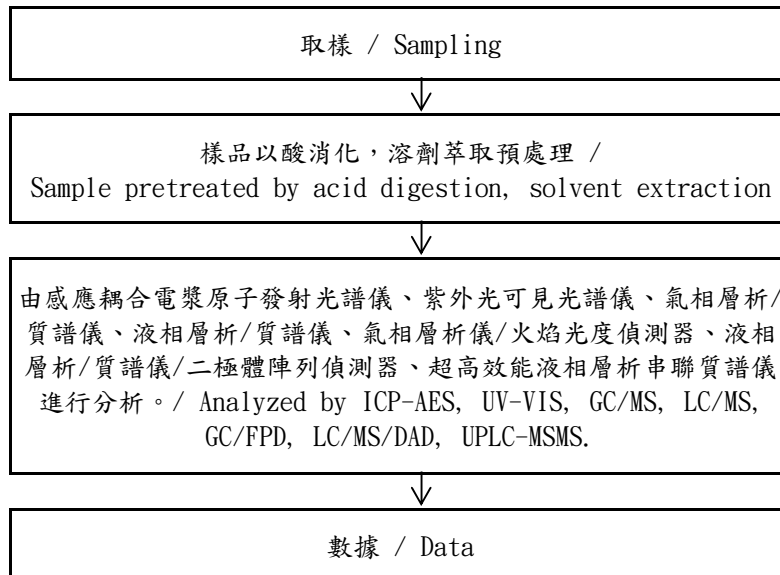 取樣 / Sampling
樣品以酸消化，溶劑萃取預處理 /
Sample pretreated by acid digestion, solvent extraction
由感應耦合電漿原子發射光譜儀、紫外光可見光譜儀、氣相層析/
質譜儀、液相層析/質譜儀、氣相層析儀/火焰光度偵測器、液相
層析/質譜儀/二極體陣列偵測器、超高效能液相層析串聯質譜儀
進行分析。/ Analyzed by ICP-AES, UV-VIS, GC/MS, LC/MS,
GC/FPD, LC/MS/DAD, UPLC-MSMS.
數據 / Data